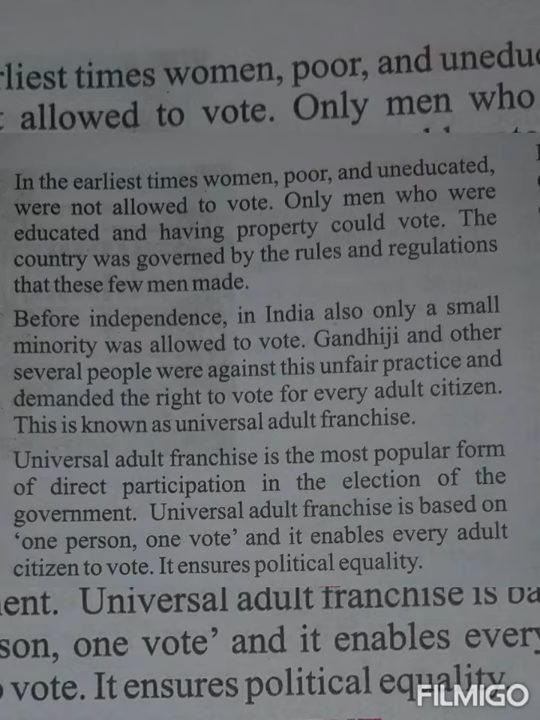 rliest times women, poor, and uneduc
allowed to vote. Only men who
In the earliest times women, poor, and uneducated,
were not allowed to vote. Only men who were
educated and having property could vote. The
country was governed by the rules and regulations
that these few men made.
Before independence, in India also only a small
minority was allowed to vote. Gandhiji and other
several people were against this unfair practice and
demanded the right to vote for every adult citizen.
This is known as universal adult franchise.
Universal adult franchise is the most popular form
of direct participation in the election of the
government. Universal adult franchise is based on
‘one person, one vote’ and it enables every adult
citizen to vote. It ensures political equality.
ent. Universal adult franchise is ba
son, one vote’ and it enables every
vote. It ensures political equality.
FILMIGO